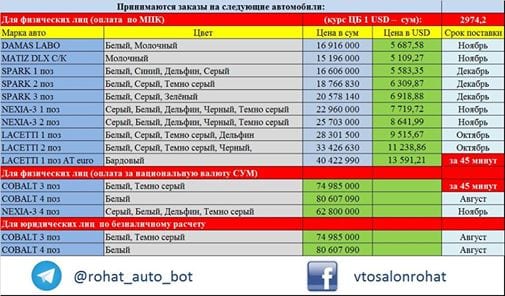 Принимаются заказы на следующие автомобили:
Для физических лиц (оплата по МПК) (курс ЦБ 1 USD – сум): 2974,2
Марка авто Цвет Цена в сум Цена в USD Срок поставки
DAMAS LABO Белый, Молочный 16 916 000 5 687,58 Ноябрь
MATIZ DLX С/К Молочный 15 196 000 5 109,27 Ноябрь
SPARK 1 поз Белый, Синий, Дельфин, Серый 16 606 000 5 583,35 Декабрь
SPARK 2 поз Белый, Серый, Темно серый 18 766 830 6 309,87 Декабрь
SPARK 3 поз Белый, Серый, Зелёный 20 578 140 6 918,88 Декабрь
NEXIA-3 1 поз Серый, Белый, Дельфин, Черный, Темно серый 22 960 000 7 719,72 Ноябрь
NEXIA-3 2 поз Серый, Белый, Дельфин, Черный, Темно серый 25 703 000 8 641,99 Ноябрь
LACETTI 1 поз Белый, Темно серый, Серый, Дельфин 28 301 500 9 515,67 Октябрь
LACETTI 2 поз Белый, Темно серый, Серый, Черный 33 426 630 11 238,86 Октябрь
LACETTI 1 поз AT euro Бардовый 40 422 990 13 591,21 за 45 минут
Для физических лиц (оплата за национальную валюту СУМ)
COBALT 3 поз Белый, Темно серый 74 985 000 за 45 минут
COBALT 4 поз Белый 80 607 090 Август
NEXIA-3 4 поз Серый, Белый, Дельфин, Темно серый 62 800 000 Ноябрь
Для юридических лиц по безналичному расчету
COBALT 3 поз Белый, Темно серый 74 985 000 Август
COBALT 4 поз Белый 80 607 090 Август
@rohat_auto_bot f vtosalonrohat